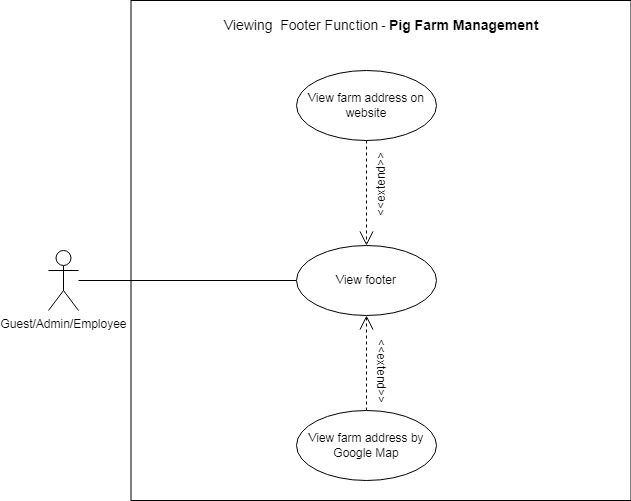 Viewing  Footer Function - Pig Farm Management
View farm address on
website
<<extend>>
View footer
Guest/Admin/Employee
<<extend>>
View farm address by
Google Map